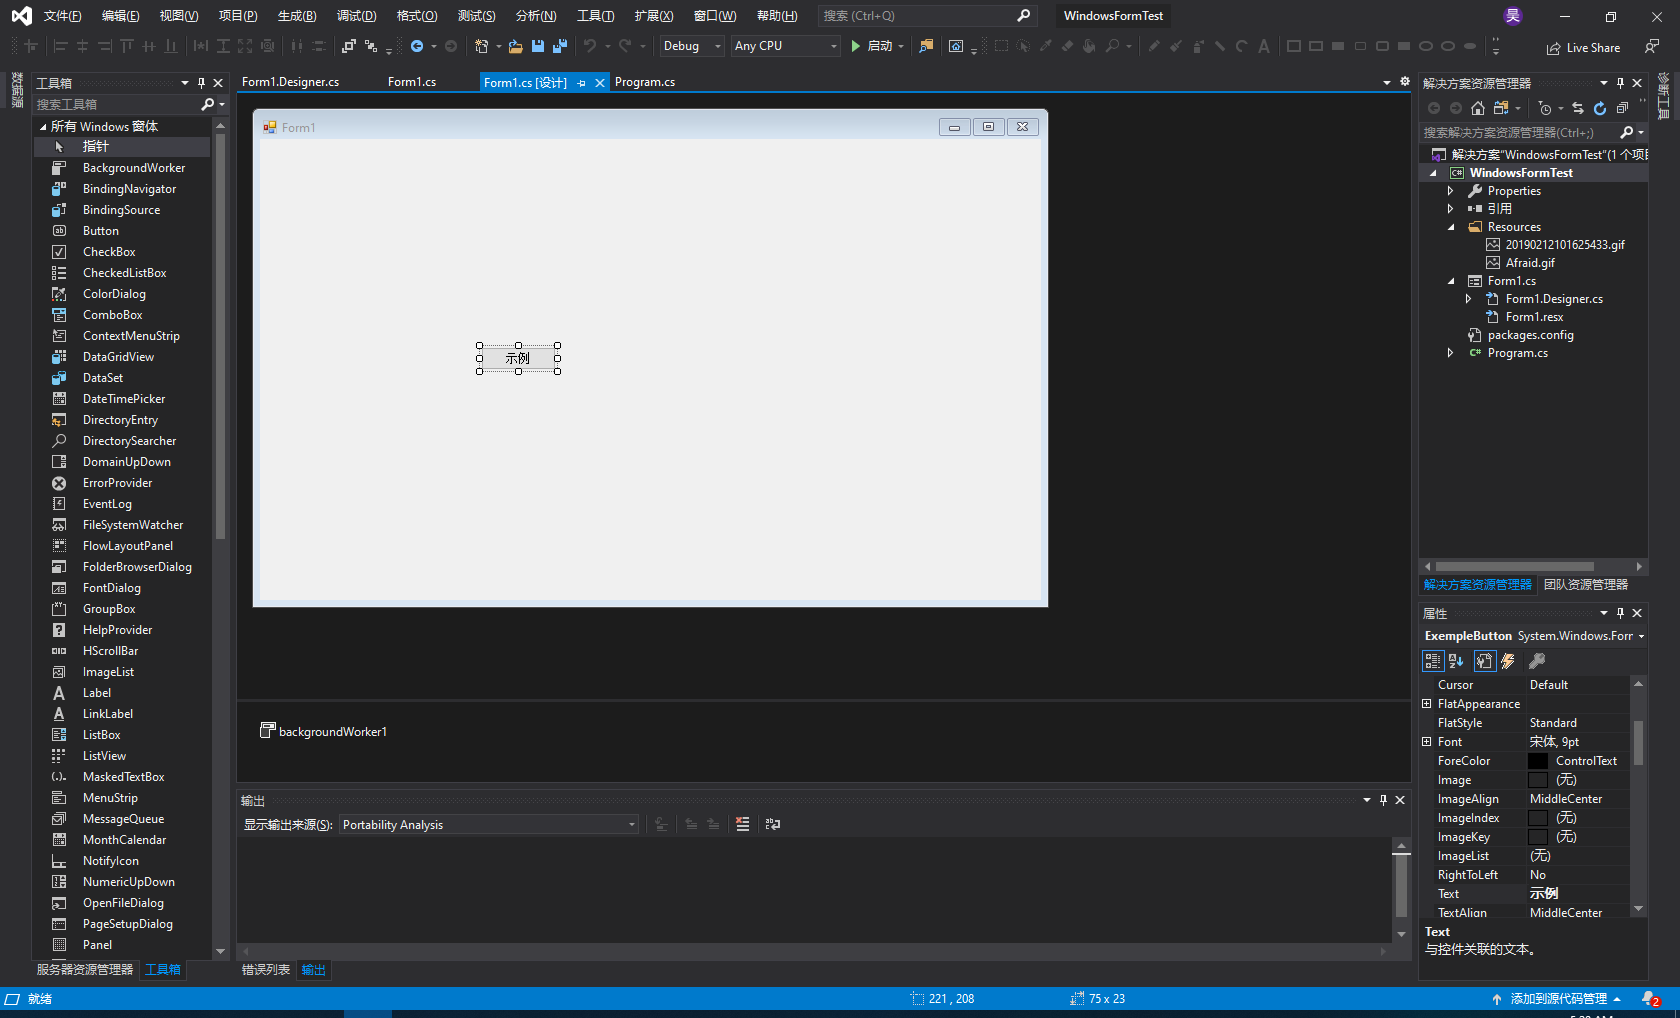 文件(F) 编辑(E) 视图(V) 项目(P) 生成(B) 调试(D) 格式(O) 测试(S) 分析(N) 工具(T) 扩展(X) 窗口(W) 帮助(H) 搜索 (Ctrl+Q) WindowsFormTest 昊
Debug Any CPU 启动 Live Share
数据源
工具箱
搜索工具箱
所有 Windows 窗体
指针
BackgroundWorker
BindingNavigator
BindingSource
Button
CheckBox
CheckedListBox
ColorDialog
ComboBox
ContextMenuStrip
DataGridView
DataSet
DateTimePicker
DirectoryEntry
DirectorySearcher
DomainUpDown
ErrorProvider
EventLog
FileSystemWatcher
FlowLayoutPanel
FolderBrowserDialog
FontDialog
GroupBox
HelpProvider
HScrollBar
ImageList
Label
LinkLabel
ListBox
ListView
MaskedTextBox
MenuStrip
MessageQueue
MonthCalendar
NotifyIcon
NumericUpDown
OpenFileDialog
PageSetupDialog
Panel
服务器资源管理器 工具箱
Form1.Designer.cs Form1.cs Form1.cs [设计] Program.cs
Form1
示例
backgroundWorker1
输出
显示输出来源(S): Portability Analysis
错误列表 输出
解决方案资源管理器
搜索解决方案资源管理器(Ctrl+;)
解决方案"WindowsFormTest"(1 个项
WindowsFormTest
Properties
引用
Resources
20190212101625433.gif
Afraid.gif
Form1.cs
Form1.Designer.cs
Form1.resx
packages.config
Program.cs
解决方案资源管理器 团队资源管理器
诊断工具
属性
ExempleButton System.Windows.Forr
Cursor Default
FlatAppearance
FlatStyle Standard
Font 宋体, 9pt
ForeColor ControlText
Image (无)
ImageAlign MiddleCenter
ImageIndex (无)
ImageKey (无)
ImageList (无)
RightToLeft No
Text 示例
TextAlign MiddleCenter
Text
与控件关联的文本。
就绪 221 , 208 75 x 23 添加到源代码管理 2